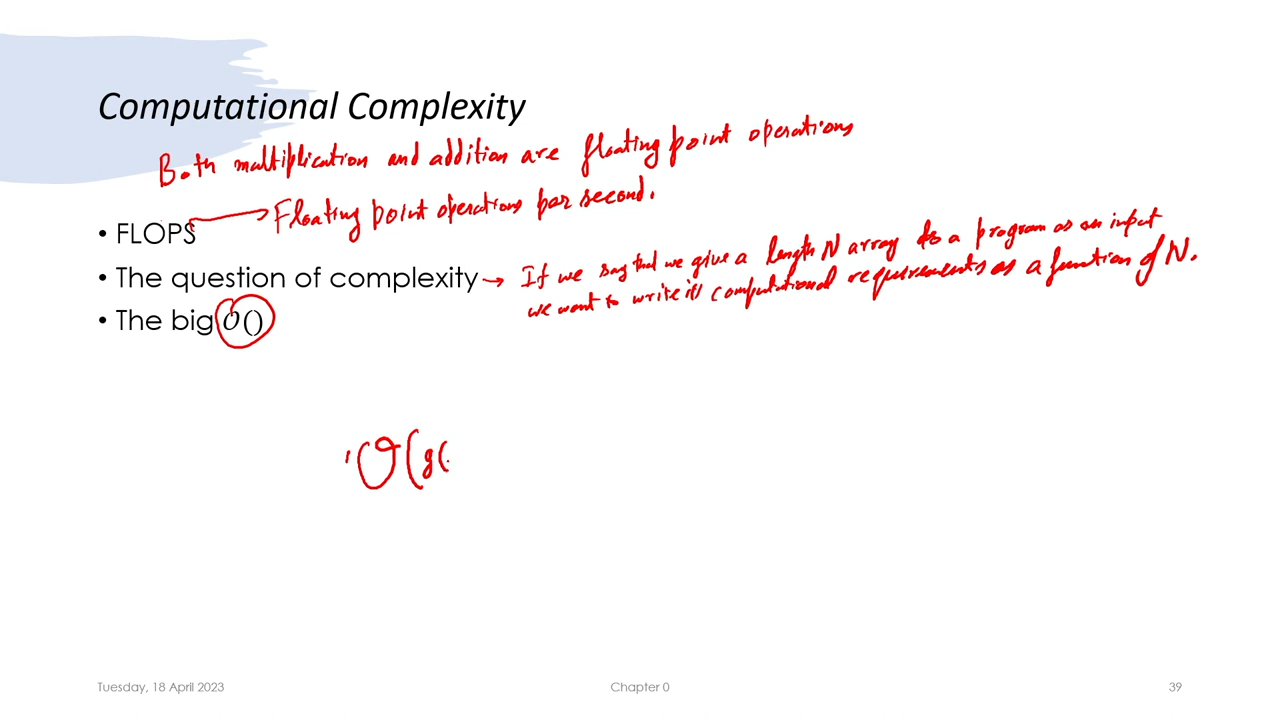 Computational Complexity
Both multiplication and addition are floating point operations
• FLOPS
Floating point operations per second.
• The question of complexity
If we say that we give a length N array to a program as an input
we want to write its computational requirements as a function of N.
• The big O()
O(g(
Tuesday, 18 April 2023
Chapter 0
39